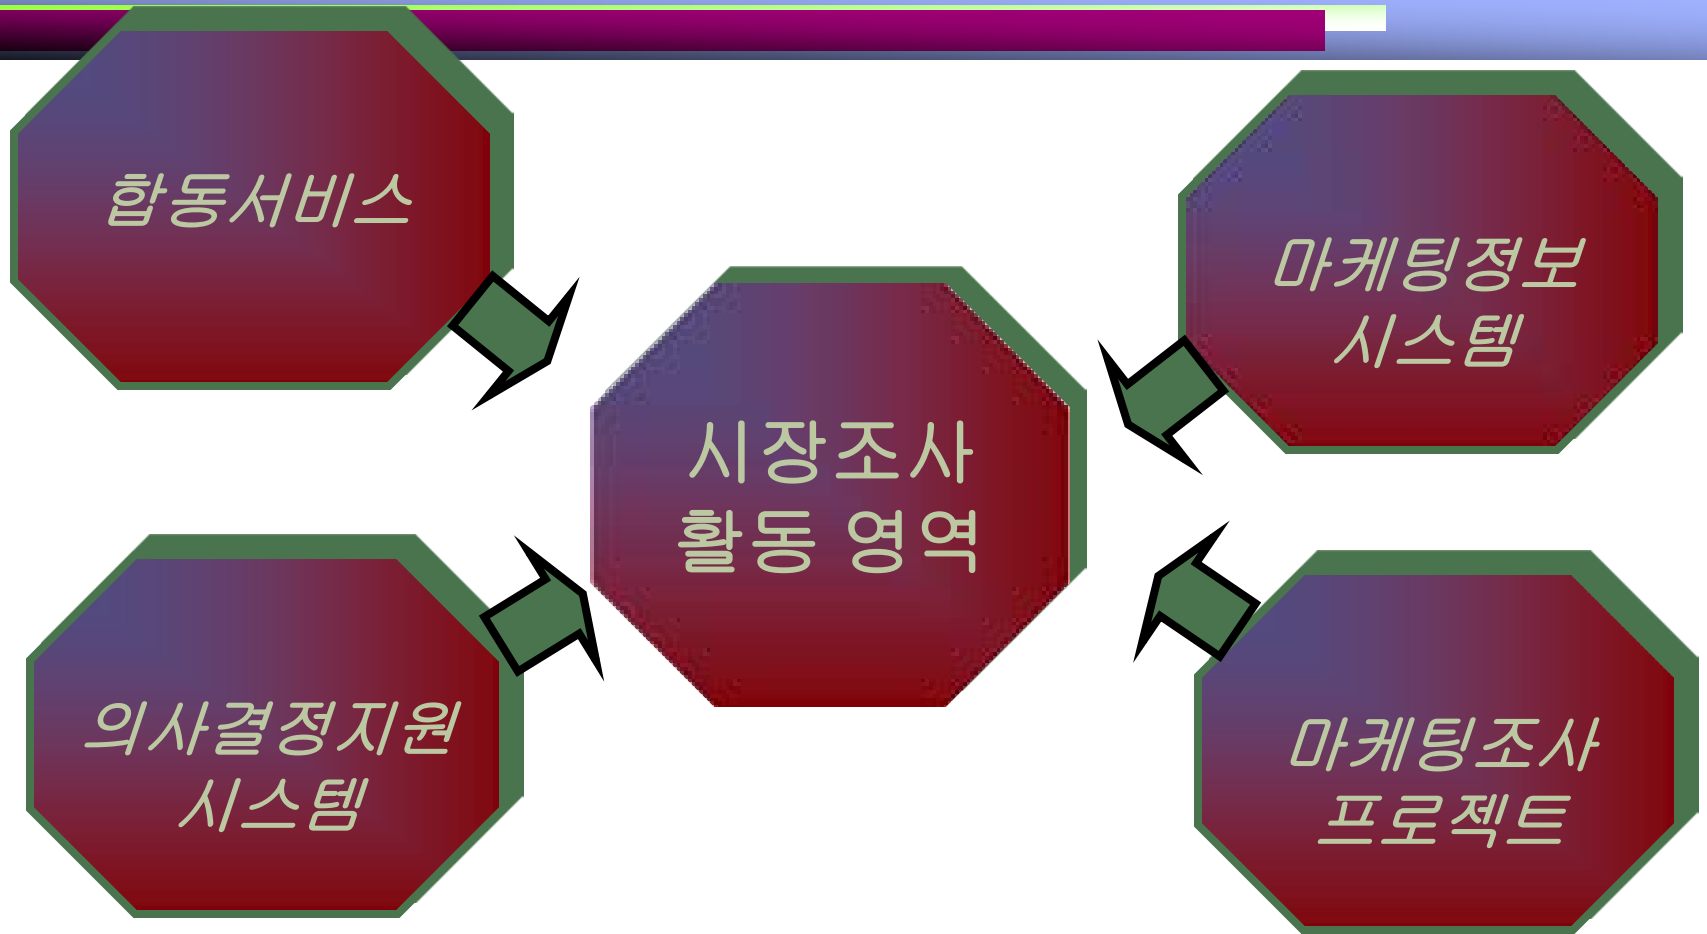 합동서비스
마케팅정보
시스템
시장조사
활동 영역
의사결정지원
시스템
마케팅조사
프로젝트